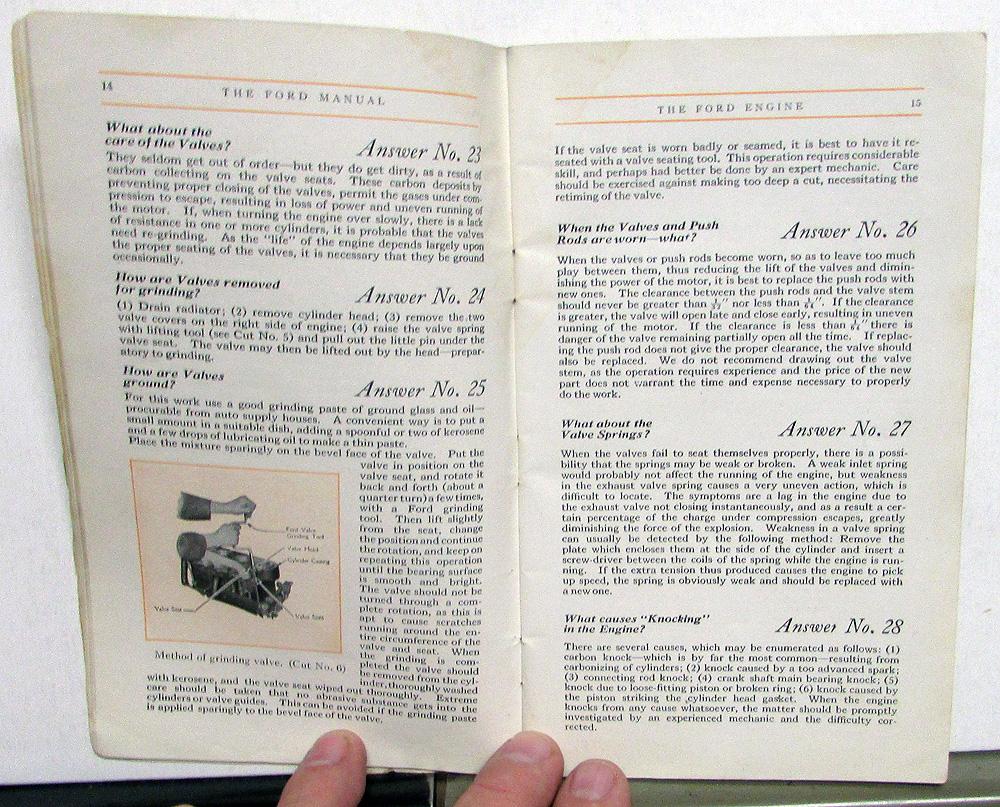 14
THE FORD MANUAL
What about the
care of the Valves?
Answer No. 23
They seldom get out of order—but they do get dirty, as a result of
carbon collecting on the valve seats. These carbon deposits by
preventing proper closing of the valves, permit the gases under com-
pression to escape, resulting in loss of power and uneven running of
the motor. If, when turning the engine over slowly, there is a lack
of resistance in one or more cylinders, it is probable that the valves
need re-grinding. As the "life" of the engine depends largely upon
the proper seating of the valves, it is necessary that they be ground
occasionally.
How are Valves removed
for grinding?
Answer No. 24
(1) Drain radiator; (2) remove cylinder head; (3) remove the two
valve covers on the right side of engine; (4) raise the valve spring
with lifting tool (see Cut No. 5) and pull out the little pin under the
valve seat. The valve may then be lifted out by the head—prepar-
atory to grinding.
How are Valves
ground?
Answer No. 25
For this work use a good grinding paste of ground glass and oil—
procurable from auto supply houses. A convenient way is to put a
small amount in a suitable dish, adding a spoonful or two of kerosene
and a few drops of lubricating oil to make a thin paste.
Place the mixture sparingly on the bevel face of the valve. Put the
valve in position on the
valve seat, and rotate it
back and forth (about a
quarter turn) a few times,
with a Ford grinding
tool. Then lift slightly
from the seat, change
the position and continue
the rotation, and keep on
repeating this operation
until the bearing surface
is smooth and bright.
The valve should not be
turned through a com-
plete rotation, as this is
apt to cause scratches
running around the en-
tire circumference of the
valve and seat. When
the grinding is com-
pleted the valve should
be removed from the cyl-
inder, thoroughly washed
with kerosene, and the valve seat wiped out thoroughly. Extreme
care should be taken that no abrasive substance gets into the
cylinders or valve guides. This can be avoided if the grinding paste
is applied sparingly to the bevel face of the valve.
Ford Valve
Grinding Tool
Valve Head
Cylinder Casting
Valve Seat
Valve Stem
Method of grinding valve. (Cut No. 6)
THE FORD ENGINE
15
If the valve seat is worn badly or seamed, it is best to have it re-
seated with a valve seating tool. This operation requires considerable
skill, and perhaps had better be done by an expert mechanic. Care
should be exercised against making too deep a cut, necessitating the
retiming of the valve.
When the Valves and Push
Rods are worn—what?
Answer No. 26
When the valves or push rods become worn, so as to leave too much
play between them, thus reducing the lift of the valves and dimin-
ishing the power of the motor, it is best to replace the push rods with
new ones. The clearance between the push rods and the valve stem
should never be greater than 1/32" nor less than 1/64". If the clearance
is greater, the valve will open late and close early, resulting in uneven
running of the motor. If the clearance is less than 1/64" there is
danger of the valve remaining partially open all the time. If replac-
ing the push rod does not give the proper clearance, the valve should
also be replaced. We do not recommend drawing out the valve
stem, as the operation requires experience and the price of the new
part does not warrant the time and expense necessary to properly
do the work.
What about the
Valve Springs?
Answer No. 27
When the valves fail to seat themselves properly, there is a possi-
bility that the springs may be weak or broken. A weak inlet spring
would probably not affect the running of the engine, but weakness
in the exhaust valve spring causes a very uneven action, which is
difficult to locate. The symptoms are a lag in the engine due to
the exhaust valve not closing instantaneously, and as a result a cer-
tain percentage of the charge under compression escapes, greatly
diminishing the force of the explosion. Weakness in a valve spring
can usually be detected by the following method: Remove the
plate which encloses them at the side of the cylinder and insert a
screw-driver between the coils of the spring while the engine is run-
ning. If the extra tension thus produced causes the engine to pick
up speed, the spring is obviously weak and should be replaced with
a new one.
What causes "Knocking"
in the Engine?
Answer No. 28
There are several causes, which may be enumerated as follows: (1)
carbon knock—which is by far the most common—resulting from
carbonizing of cylinders; (2) knock caused by a too advanced spark;
(3) connecting rod knock; (4) crank shaft main bearing knock; (5)
knock due to loose-fitting piston or broken ring; (6) knock caused by
the piston striking the cylinder head gasket. When the engine
knocks from any cause whatsoever, the matter should be promptly
investigated by an experienced mechanic and the difficulty cor-
rected.